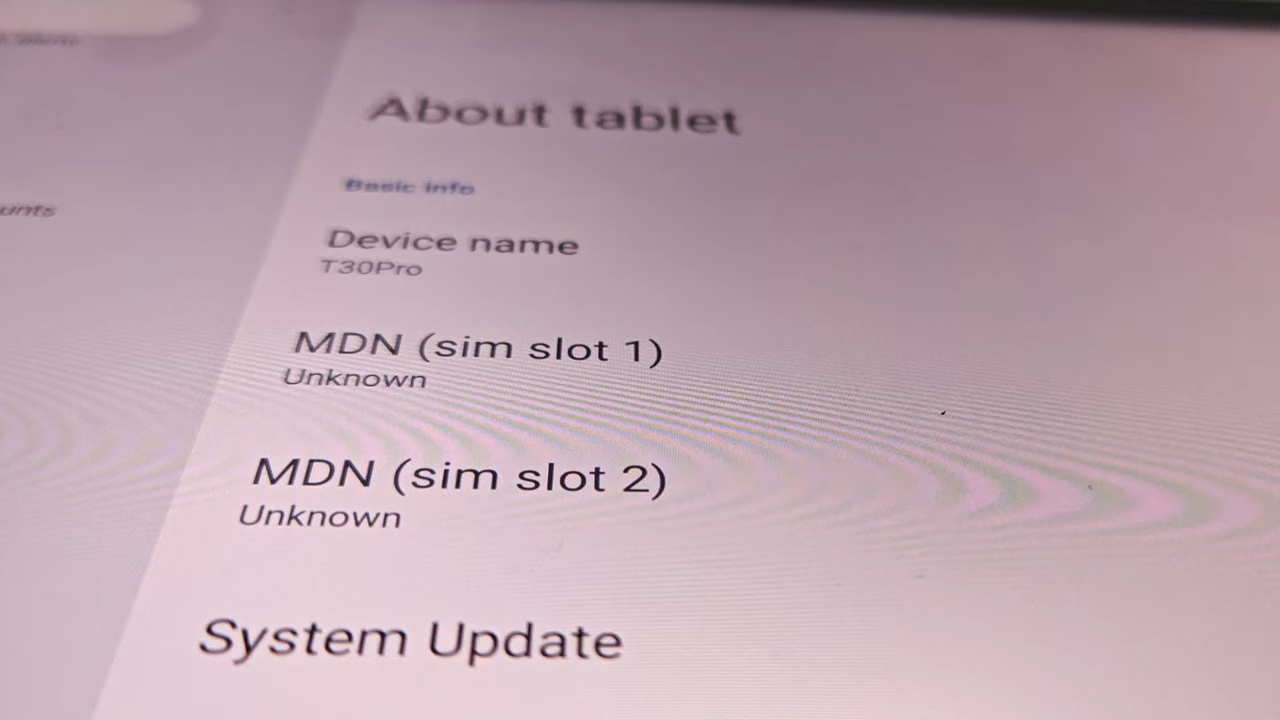 About tablet
Basic info
Device name
T30Pro
MDN (sim slot 1)
Unknown
MDN (sim slot 2)
Unknown
System Update
unts